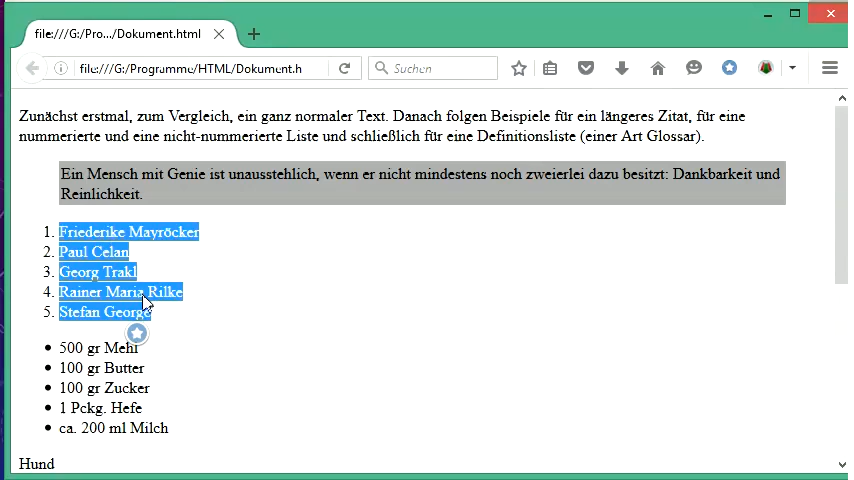 file:///G:/Pro.../Dokument.html
file:///G:/Programme/HTML/Dokument.h
Suchen
Zunächst erstmal, zum Vergleich, ein ganz normaler Text. Danach folgen Beispiele für ein längeres Zitat, für eine
nummerierte und eine nicht-nummerierte Liste und schließlich für eine Definitionsliste (einer Art Glossar).
Ein Mensch mit Genie ist unausstehlich, wenn er nicht mindestens noch zweierlei dazu besitzt: Dankbarkeit und
Reinlichkeit.
1. Friederike Mayröcker
2. Paul Celan
3. Georg Trakl
4. Rainer Maria Rilke
5. Stefan George
• 500 gr Mehl
• 100 gr Butter
• 100 gr Zucker
• 1 Pckg. Hefe
• ca. 200 ml Milch
Hund